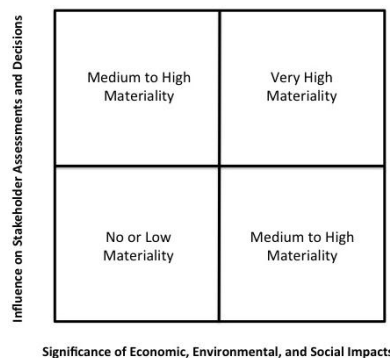 Influence on Stakeholder Assessments and Decisions
Medium to High
Materiality
Very High
Materiality
No or Low
Materiality
Medium to High
Materiality
Significance of Economic, Environmental, and Social Impacts